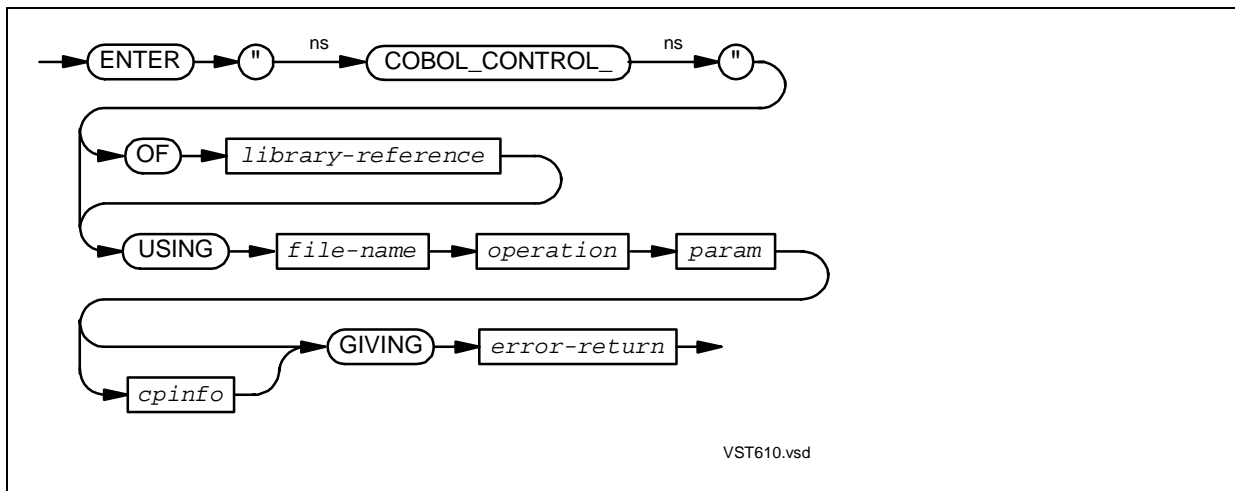 ENTER " ns COBOL_CONTROL_ ns "
OF library-reference
USING file-name operation param
GIVING error-return
cpinfo
VST610.vsd